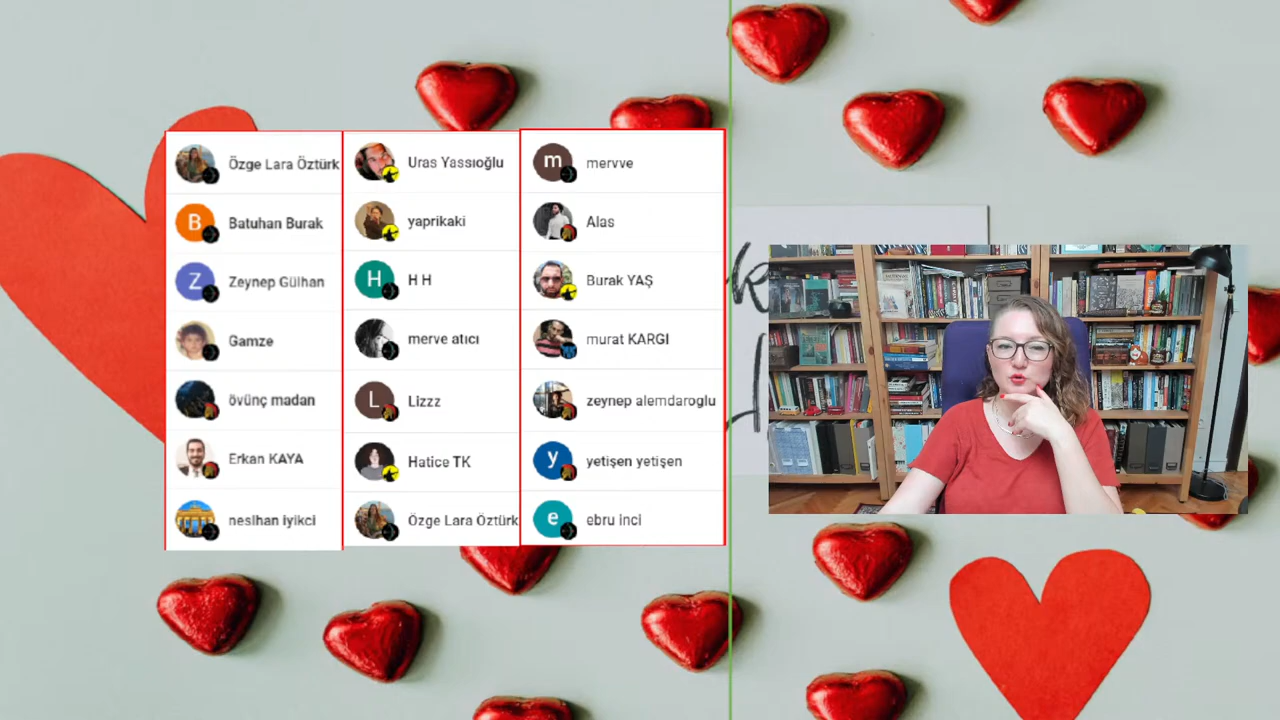 Özge Lara Öztürk
Batuhan Burak
B
Zeynep Gülhan
Z
Gamze
övünç madan
Erkan KAYA
neslhan iyikci
Uras Yassıoğlu
yaprikaki
H H
H
merve atıcı
Lizzz
L
Hatice TK
Özge Lara Öztürk
mervve
m
Alas
Burak YAŞ
murat KARGI
zeynep alemdaroglu
yetişen yetişen
y
ebru inci
e